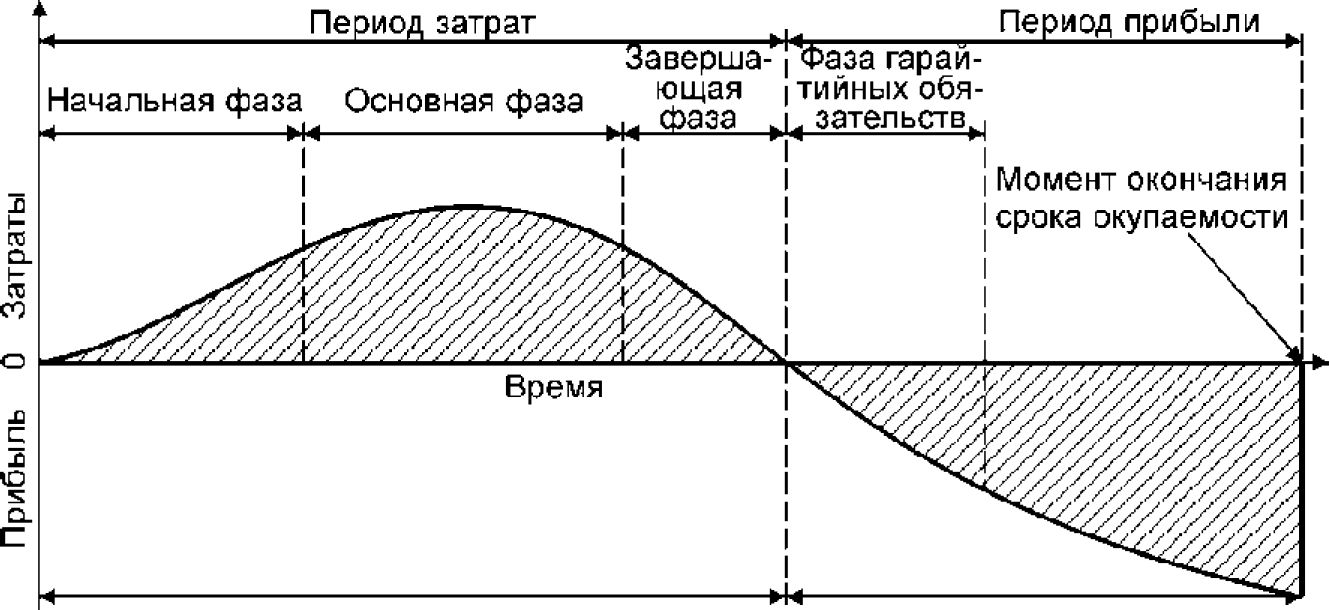 Период затрат
Период прибыли
Начальная фаза
Основная фаза
Заверша-
ющая
фаза
Фаза гарай-
тийных обя-
зательств
Момент окончания
срока окупаемости
Затраты
0
Время
Прибыль